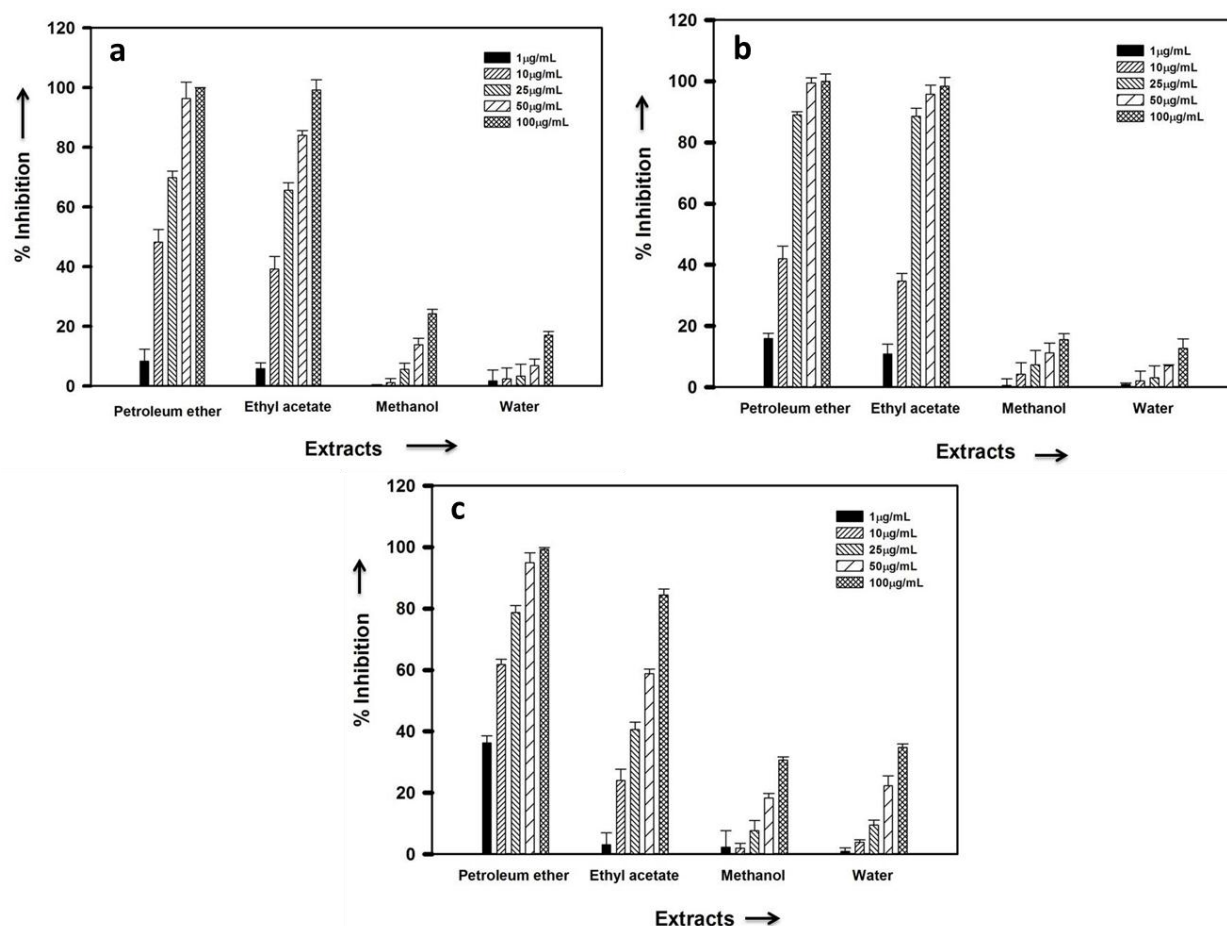 a
120
100
80
60
40
20
0
% Inhibition
1µg/mL
10µg/mL
25µg/mL
50µg/mL
100µg/mL
Petroleum ether Ethyl acetate Methanol Water
Extracts
b
120
100
80
60
40
20
0
% Inhibition
1µg/mL
10µg/mL
25µg/mL
50µg/mL
100µg/mL
Petroleum ether Ethyl acetate Methanol Water
Extracts
c
120
100
80
60
40
20
0
% Inhibition
1µg/mL
10µg/mL
25µg/mL
50µg/mL
100µg/mL
Petroleum ether Ethyl acetate Methanol Water
Extracts